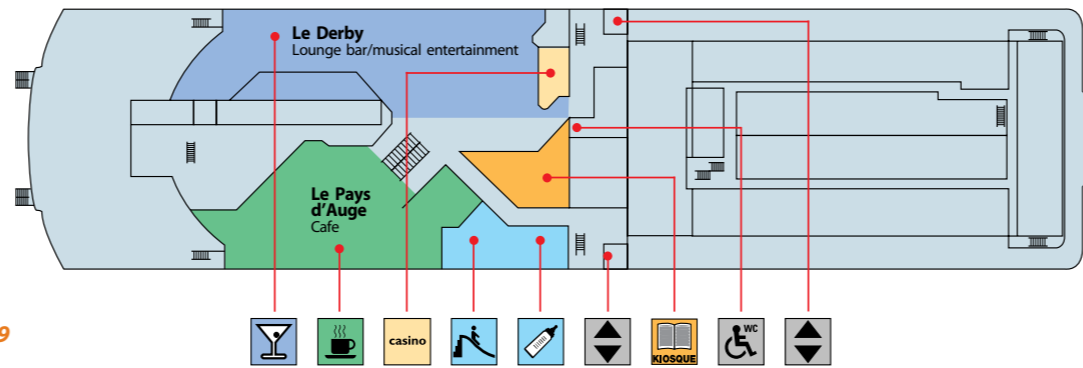 Le Derby
Lounge bar/musical entertainment
Le Pays
d'Auge
Cafe
9
casino
KIOSQUE
WC